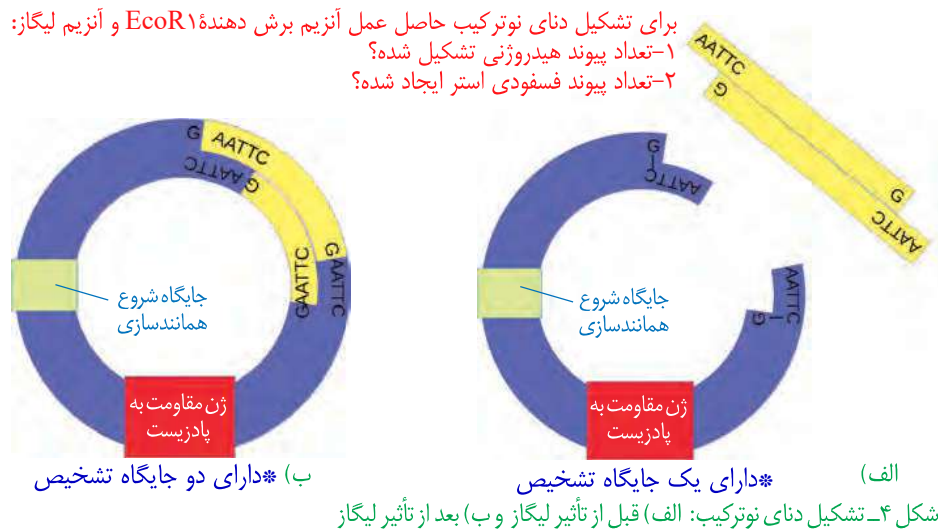 برای تشکیل دنای نوترکیب حاصل عمل آنزیم برش دهندهٔ EcoR۱ و آنزیم لیگاز:
۱-تعداد پیوند هیدروژنی تشکیل شده؟
۲-تعداد پیوند فسفودی استر ایجاد شده؟
AATTC
G
G
AATTC
G
AATTC
AATTC
G
جایگاه شروع
همانندسازی
ژن مقاومت به
پادزیست
الف) *دارای یک جایگاه تشخیص
G AATTC
AATTC G
GAATTC
GAATTC
جایگاه شروع
همانندسازی
ژن مقاومت به
پادزیست
ب) *دارای دو جایگاه تشخیص
شکل ۴ـ تشکیل دنای نوترکیب: الف) قبل از تأثیر لیگاز و ب) بعد از تأثیر لیگاز